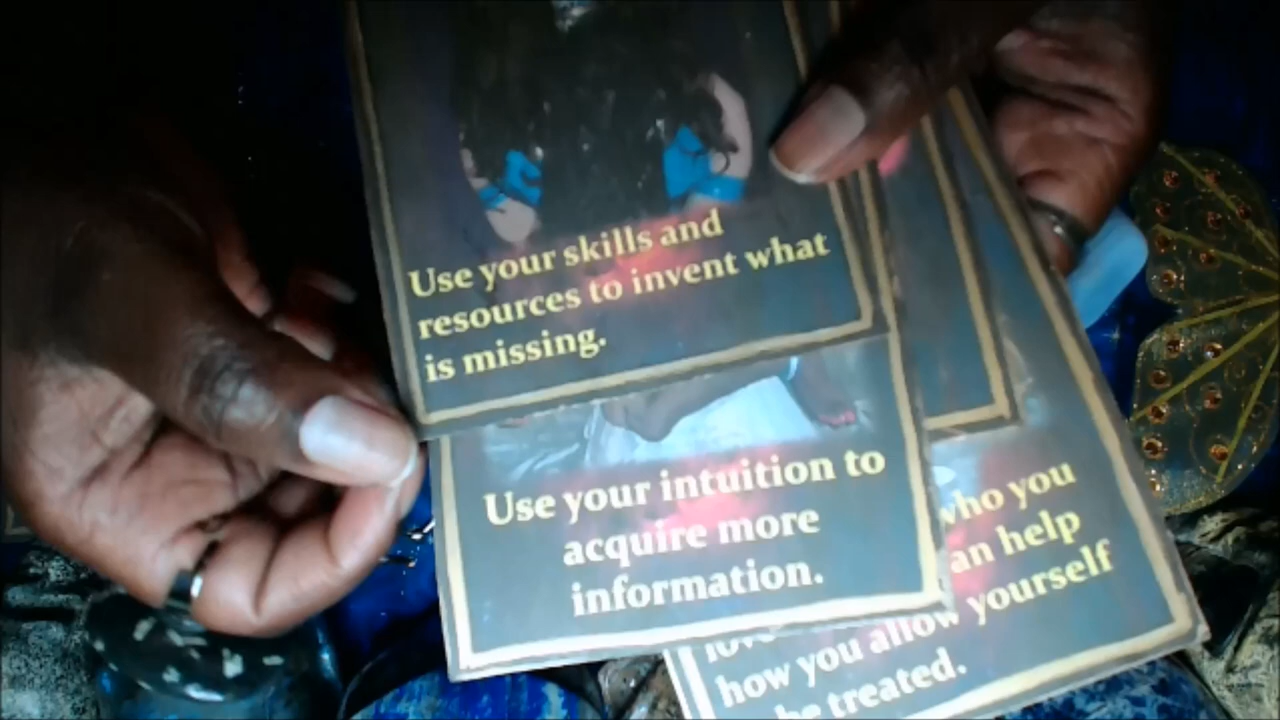 Use your skills and
resources to invent what
is missing.
Use your intuition to
acquire more
information.
who you
help
yourself
how you allow
be treated.